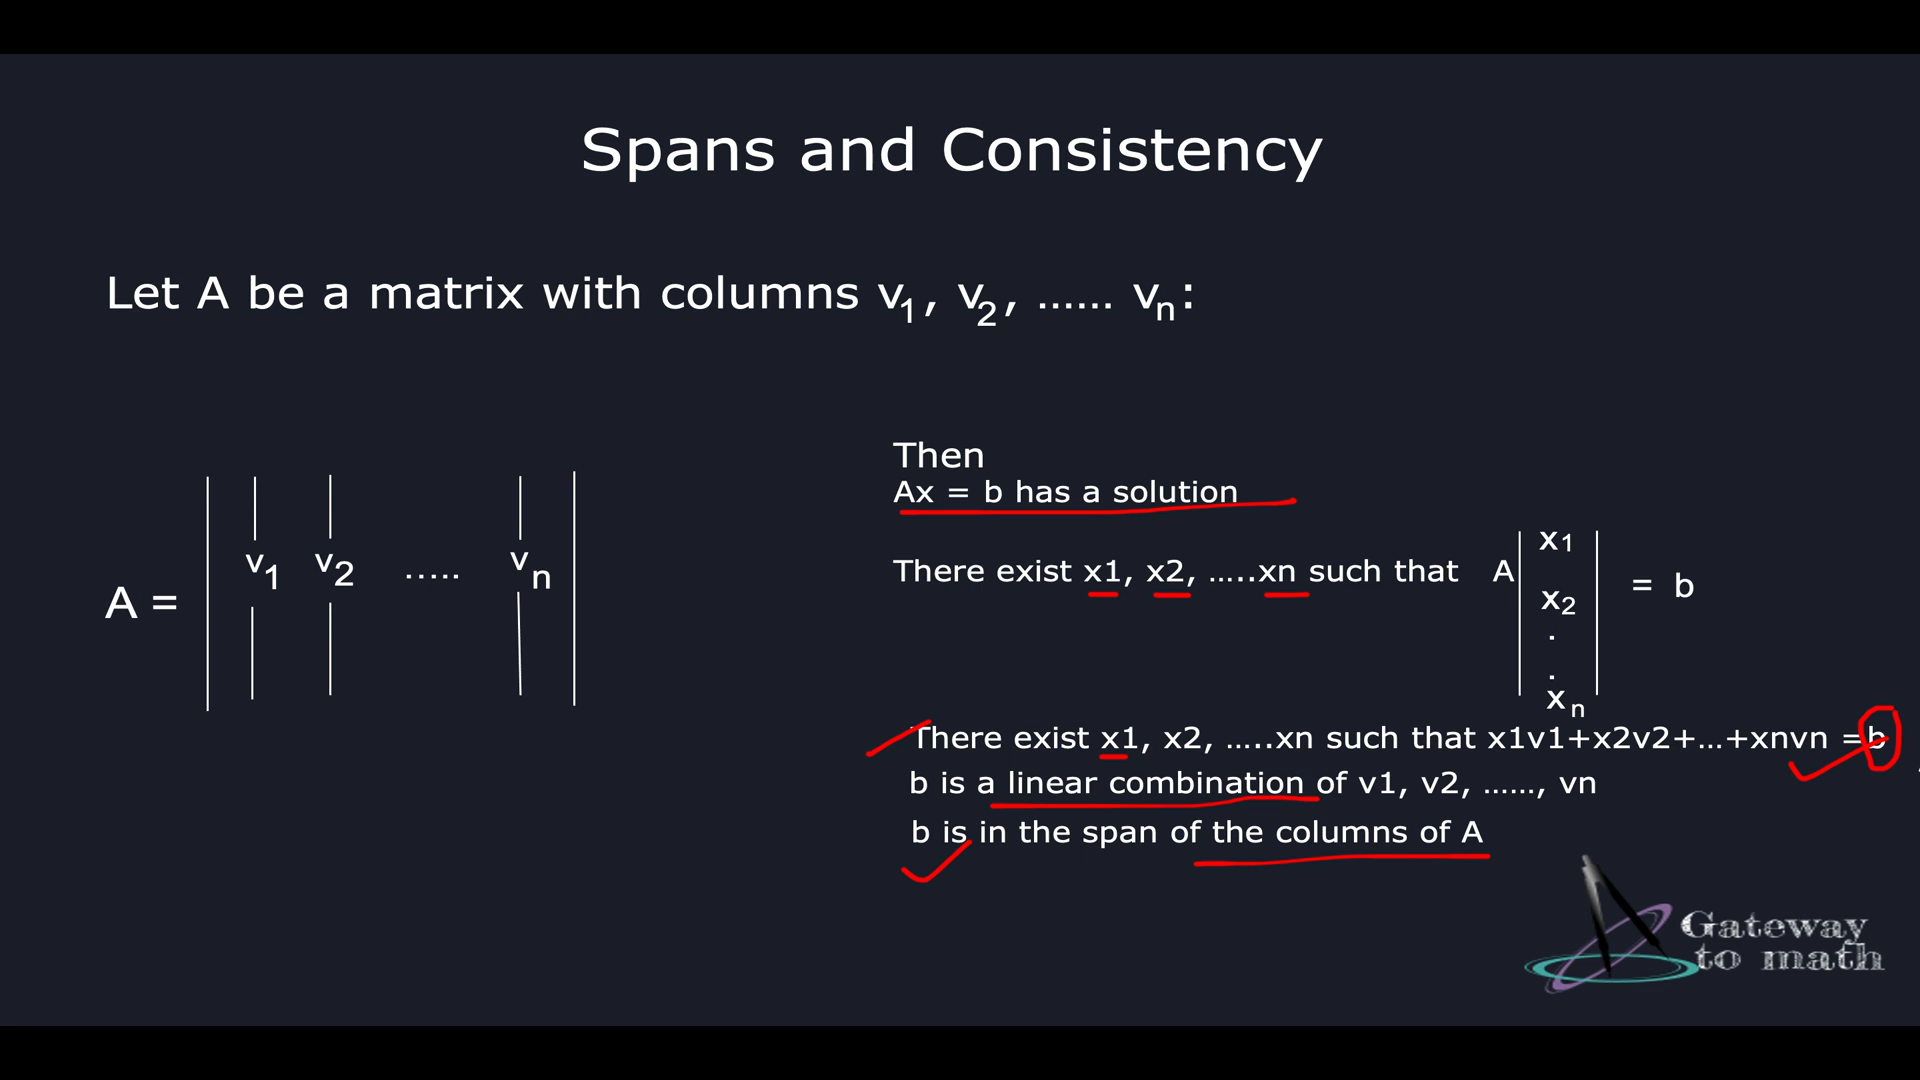 Spans and Consistency
Let A be a matrix with columns v1, v2, ...... vn:
A = v1 v2 ..... vn
Then
Ax = b has a solution
There exist x1, x2, .....xn such that A x1 x2 . . xn = b
There exist x1, x2, .....xn such that x1v1+x2v2+...+xnvn =b
b is a linear combination of v1, v2, ......, vn
b is in the span of the columns of A
Gateway
to math